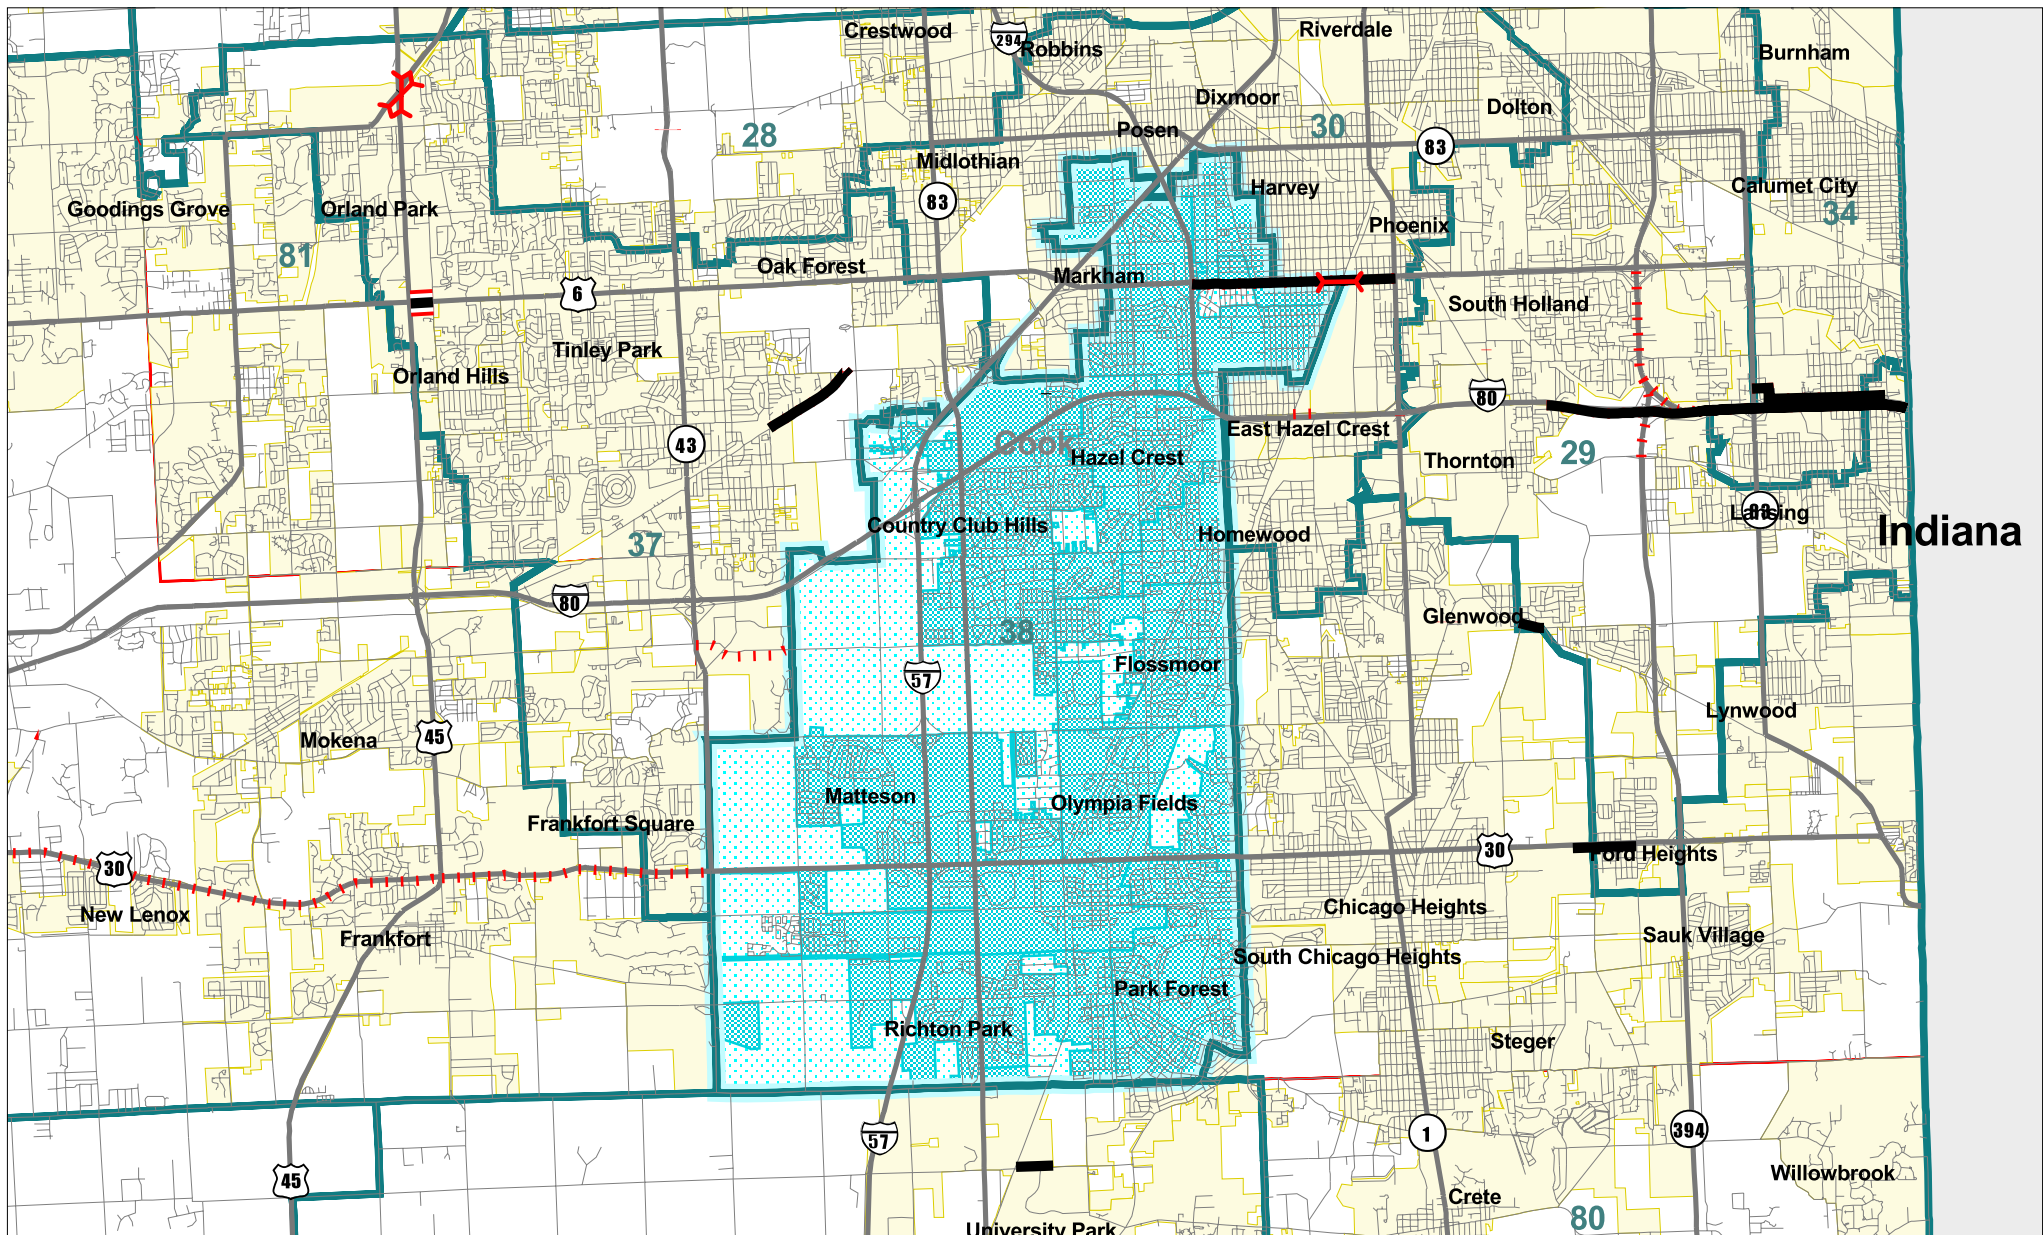 Crestwood
Riverdale
294
Robbins
Burnham
Dixmoor
Dolton
28
Posen
30
83
Midlothian
Harvey
Calumet City
83
Goodings Grove
Orland Park
34
Phoenix
81
Oak Forest
Markham
6
South Holland
Tinley Park
Orland Hills
80
East Hazel Crest
43
Cook
Hazel Crest
29
Thornton
Lansing
Country Club Hills
Indiana
Homewood
37
80
Glenwood
38
Flossmoor
57
Lynwood
45
Mokena
Matteson
Olympia Fields
Frankfort Square
30
Ford Heights
30
New Lenox
Chicago Heights
Frankfort
Sauk Village
South Chicago Heights
Park Forest
Richton Park
Steger
1
394
57
45
Willowbrook
Crete
80
University Park